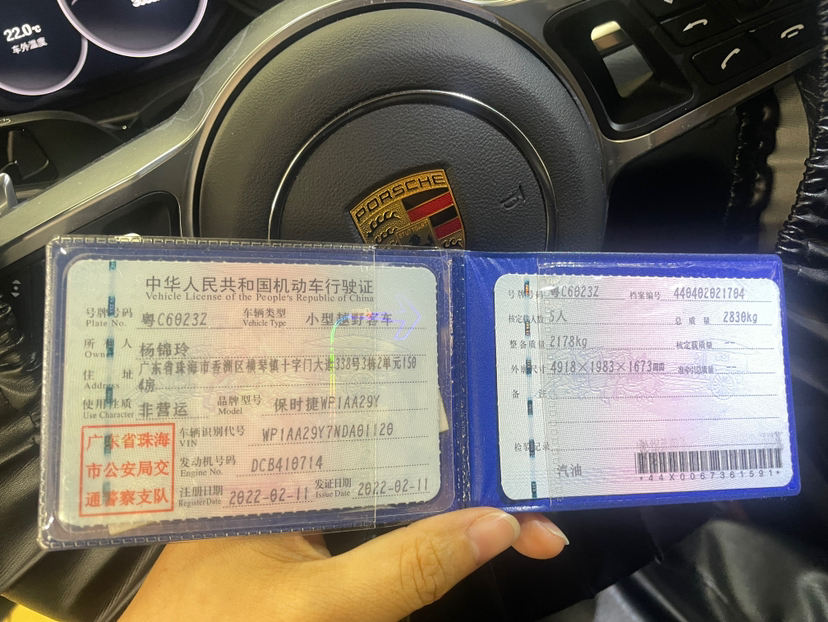 22.0℃
车外温度
PORSCHE
中华人民共和国机动车行驶证
Vehicle License of the People's Republic of China
号牌号码 粤C6023Z 车辆类型 小型越野客车
Plate No. Vehicle Type
所有人 杨锦玲
Owner
住址 广东省珠海市香洲区横琴镇十字门大道338号3栋2单元150
Address 4房
使用性质 非营运 品牌型号 保时捷WP1AA29Y
Use Character Model
广东省珠海
市公安局交
通警察支队
车辆识别代号 WP1AA29Y7NDA01120
VIN
发动机号码 DCB410714
Engine No.
注册日期 2022-02-11 发证日期 2022-02-11
Register Date Issue Date
号牌号码 粤C6023Z 档案编号 440402021704
核定载人数 5人 总质量 2830kg
整备质量 2178kg 核定载质量 --
外廓尺寸 4918×1983×1673mm 准牵引总质量 --
备注
检验记录
汽油
*44X0067361591*